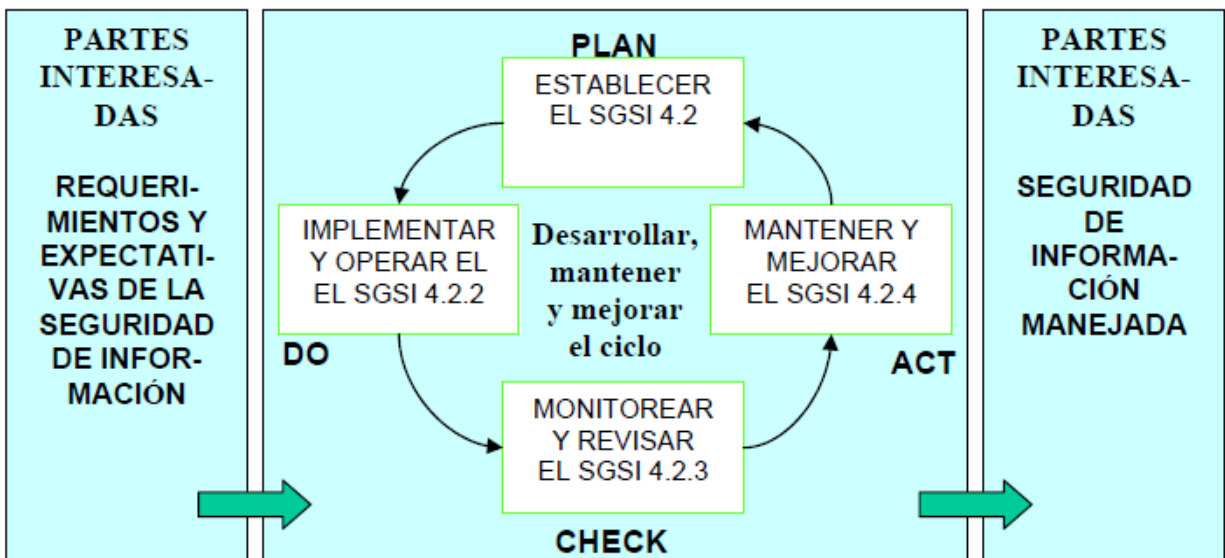 PARTES
INTERESA-
DAS
REQUERI-
MIENTOS Y
EXPECTATI-
VAS DE LA
SEGURIDAD
DE INFOR-
MACIÓN
PLAN
ESTABLECER
EL SGSI 4.2
IMPLEMENTAR
Y OPERAR EL
EL SGSI 4.2.2
DO
Desarrollar,
mantener
y mejorar
el ciclo
MANTENER Y
MEJORAR
EL SGSI 4.2.4
ACT
MONITOREAR
Y REVISAR
EL SGSI 4.2.3
CHECK
PARTES
INTERESA-
DAS
SEGURIDAD
DE
INFORMA-
CIÓN
MANEJADA